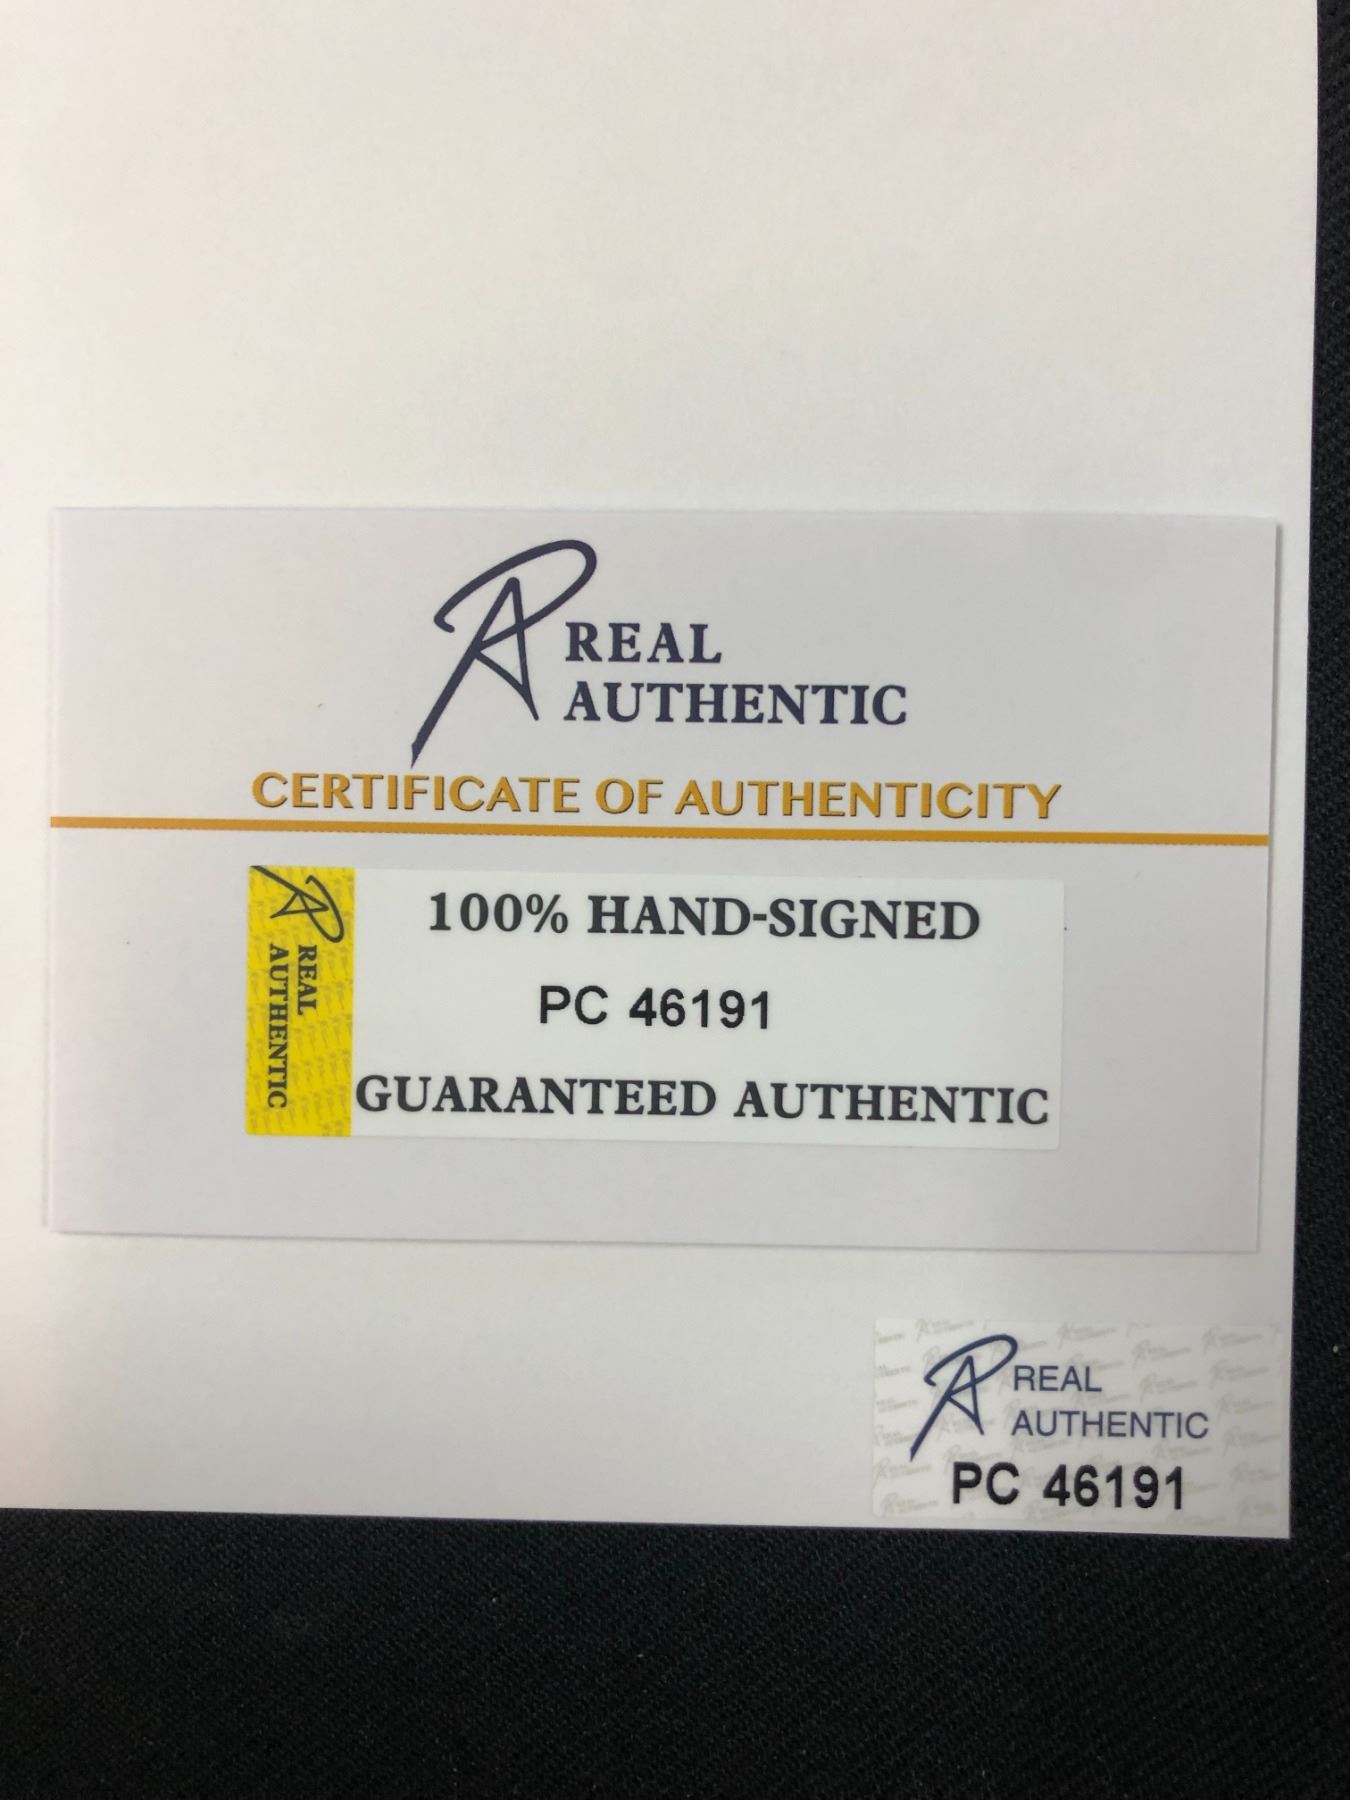 REAL
AUTHENTIC
CERTIFICATE OF AUTHENTICITY
REAL
AUTHENTIC
100% HAND-SIGNED
PC 46191
GUARANTEED AUTHENTIC
REAL
AUTHENTIC
PC 46191